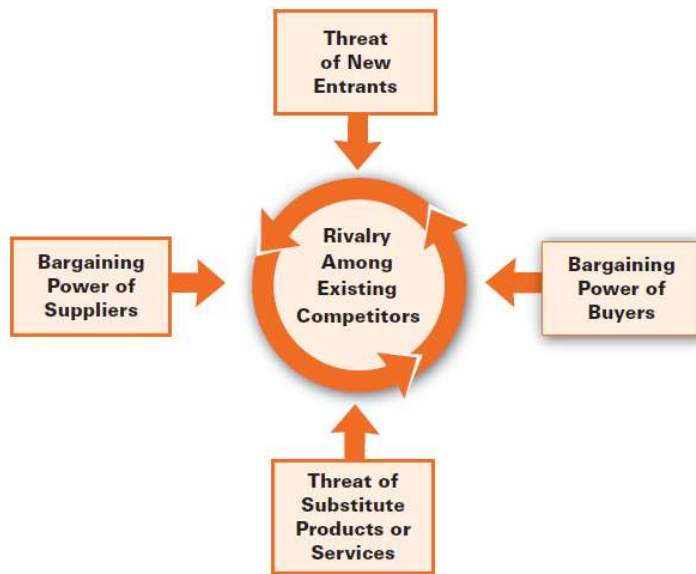 Threat
of New
Entrants
Bargaining
Power of
Suppliers
Rivalry
Among
Existing
Competitors
Bargaining
Power of
Buyers
Threat of
Substitute
Products or
Services